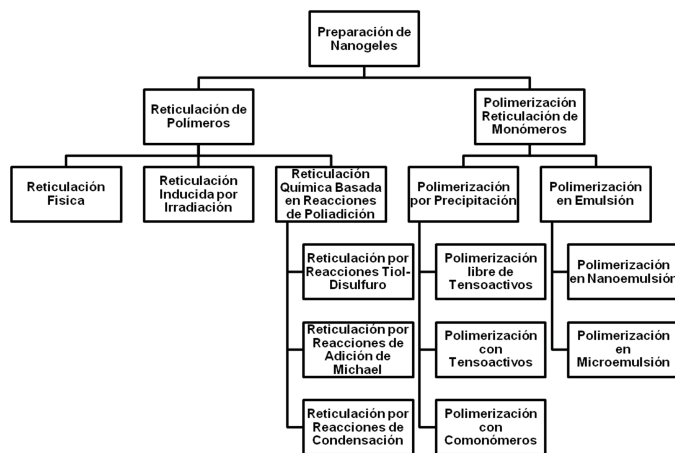 Preparación de
Nanogeles
Reticulación de
Polímeros
Polimerización
Reticulación de
Monómeros
Reticulación
Fisica
Reticulación
Inducida por
Irradiación
Reticulación
Química Basada
en Reacciones
de Poliadición
Polimerización
por Precipitación
Polimerización
en Emulsión
Reticulación por
Reacciones Tiol-
Disulfuro
Reticulación por
Reacciones de
Adición de
Michael
Reticulación por
Reacciones de
Condensación
Polimerización
libre de
Tensoactivos
Polimerización
con
Tensoactivos
Polimerización
con
Comonómeros
Polimerización
en Nanoemulsión
Polimerización
en
Microemulsión